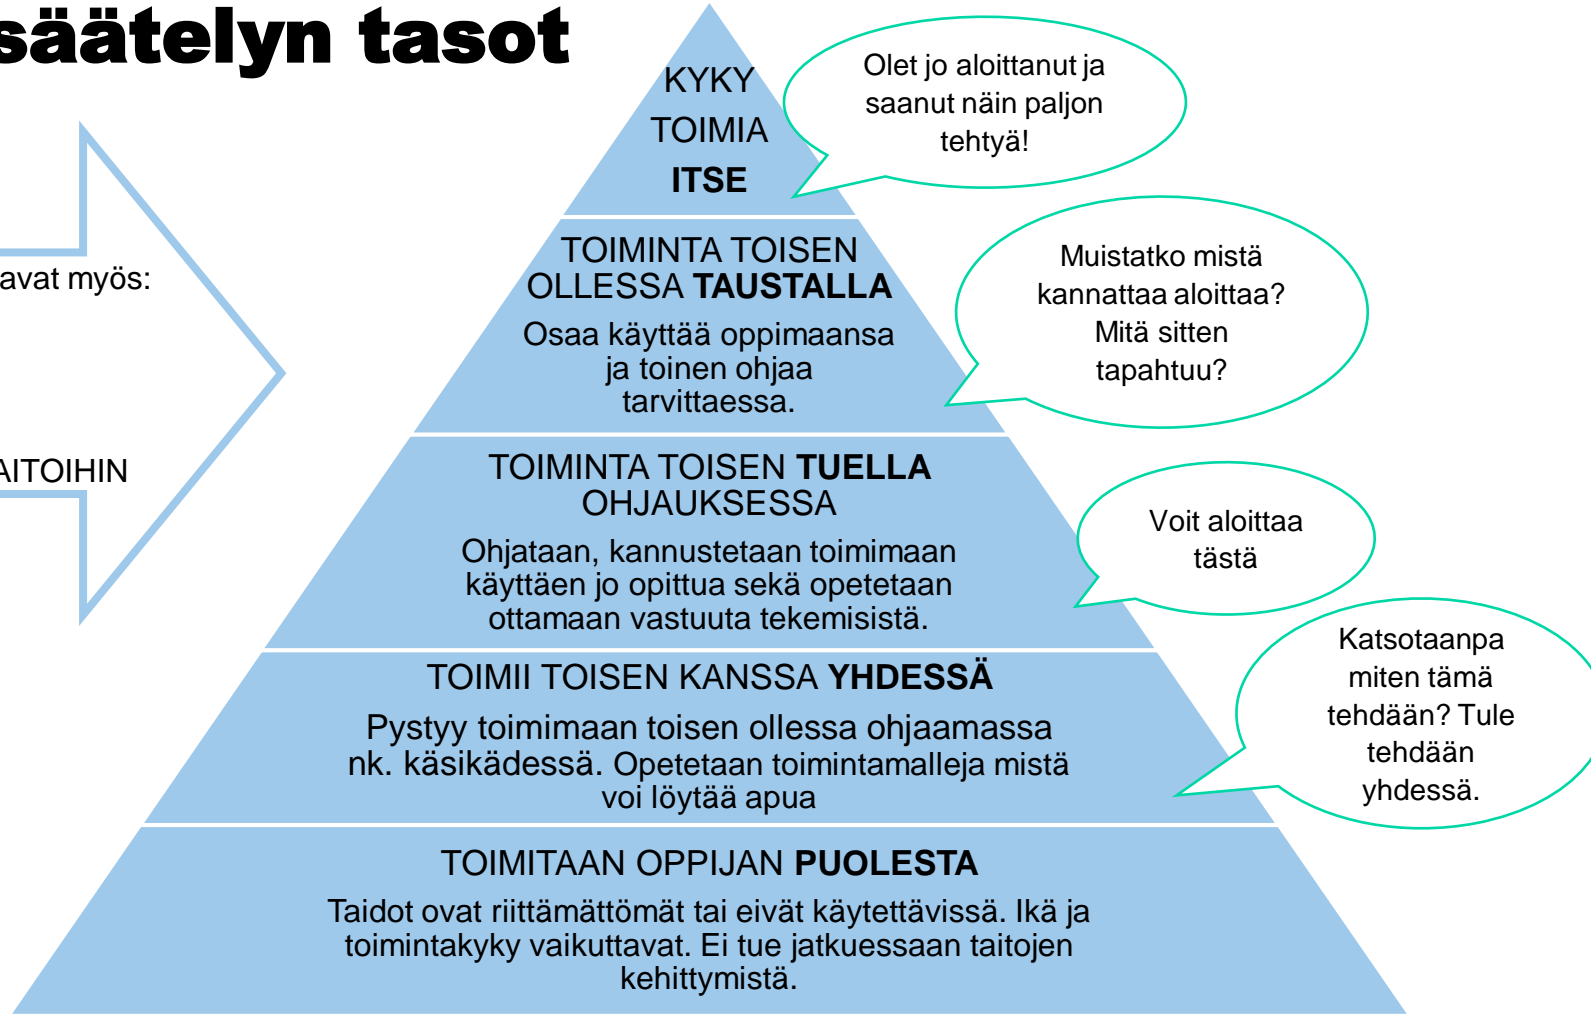 säätelyn tasot
avat myös:
AITOIHIN
KYKY
TOIMIA
ITSE
Olet jo aloittanut ja
saanut näin paljon
tehtyä!
TOIMINTA TOISEN
OLLESSA TAUSTALLA
Osaa käyttää oppimaansa
ja toinen ohjaa
tarvittaessa.
Muistatko mistä
kannattaa aloittaa?
Mitä sitten
tapahtuu?
TOIMINTA TOISEN TUELLA
OHJAUKSESSA
Ohjataan, kannustetaan toimimaan
käyttäen jo opittua sekä opetetaan
ottamaan vastuuta tekemisistä.
Voit aloittaa
tästä
TOIMII TOISEN KANSSA YHDESSÄ
Pystyy toimimaan toisen ollessa ohjaamassa
nk. käsikädessä. Opetetaan toimintamalleja mistä
voi löytää apua
Katsotaanpa
miten tämä
tehdään? Tule
tehdään
yhdessä.
TOIMITAAN OPPIJAN PUOLESTA
Taidot ovat riittämättömät tai eivät käytettävissä. Ikä ja
toimintakyky vaikuttavat. Ei tue jatkuessaan taitojen
kehittymistä.